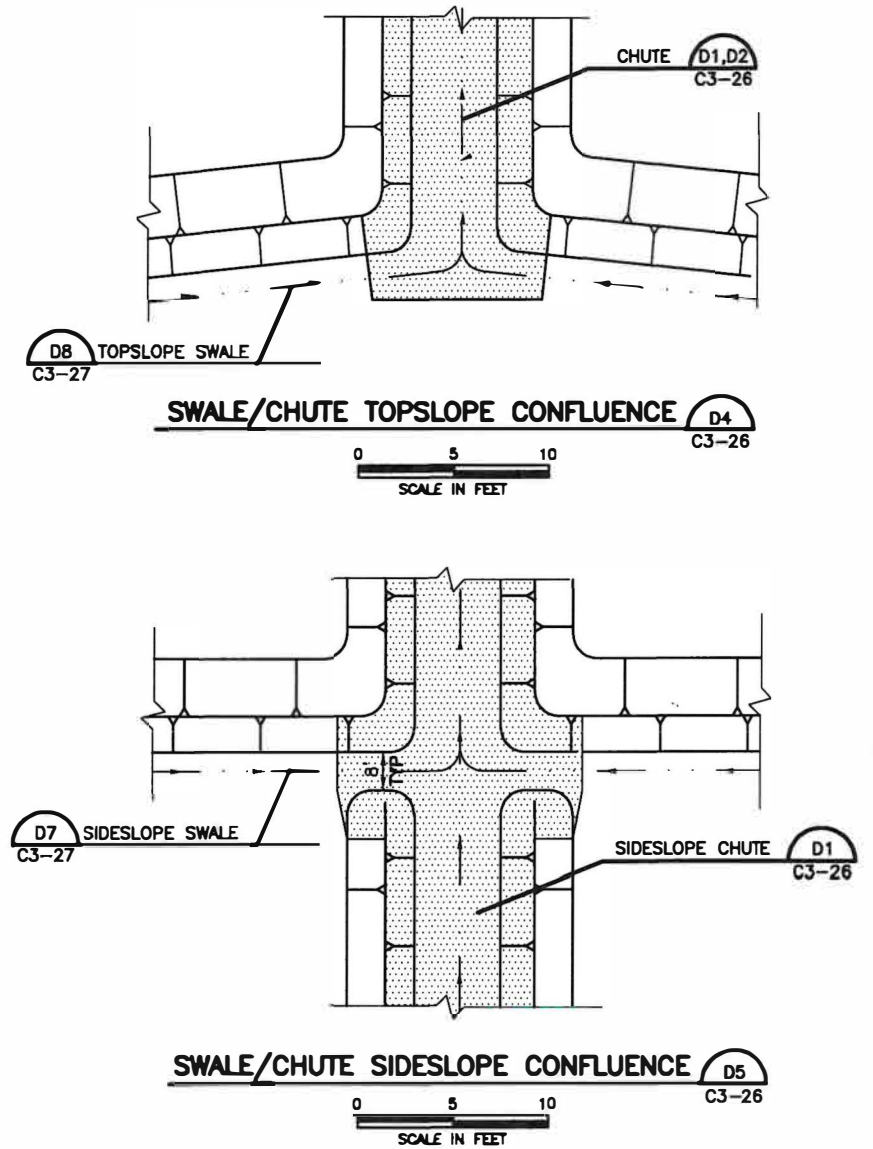 CHUTE D1,D2
C3-26
D8 TOPSLOPE SWALE
C3-27
SWALE/CHUTE TOPSLOPE CONFLUENCE D4
C3-26
0 5 10
SCALE IN FEET
8'
TYP
D7 SIDESLOPE SWALE
C3-27
SIDESLOPE CHUTE D1
C3-26
SWALE/CHUTE SIDESLOPE CONFLUENCE D5
C3-26
0 5 10
SCALE IN FEET